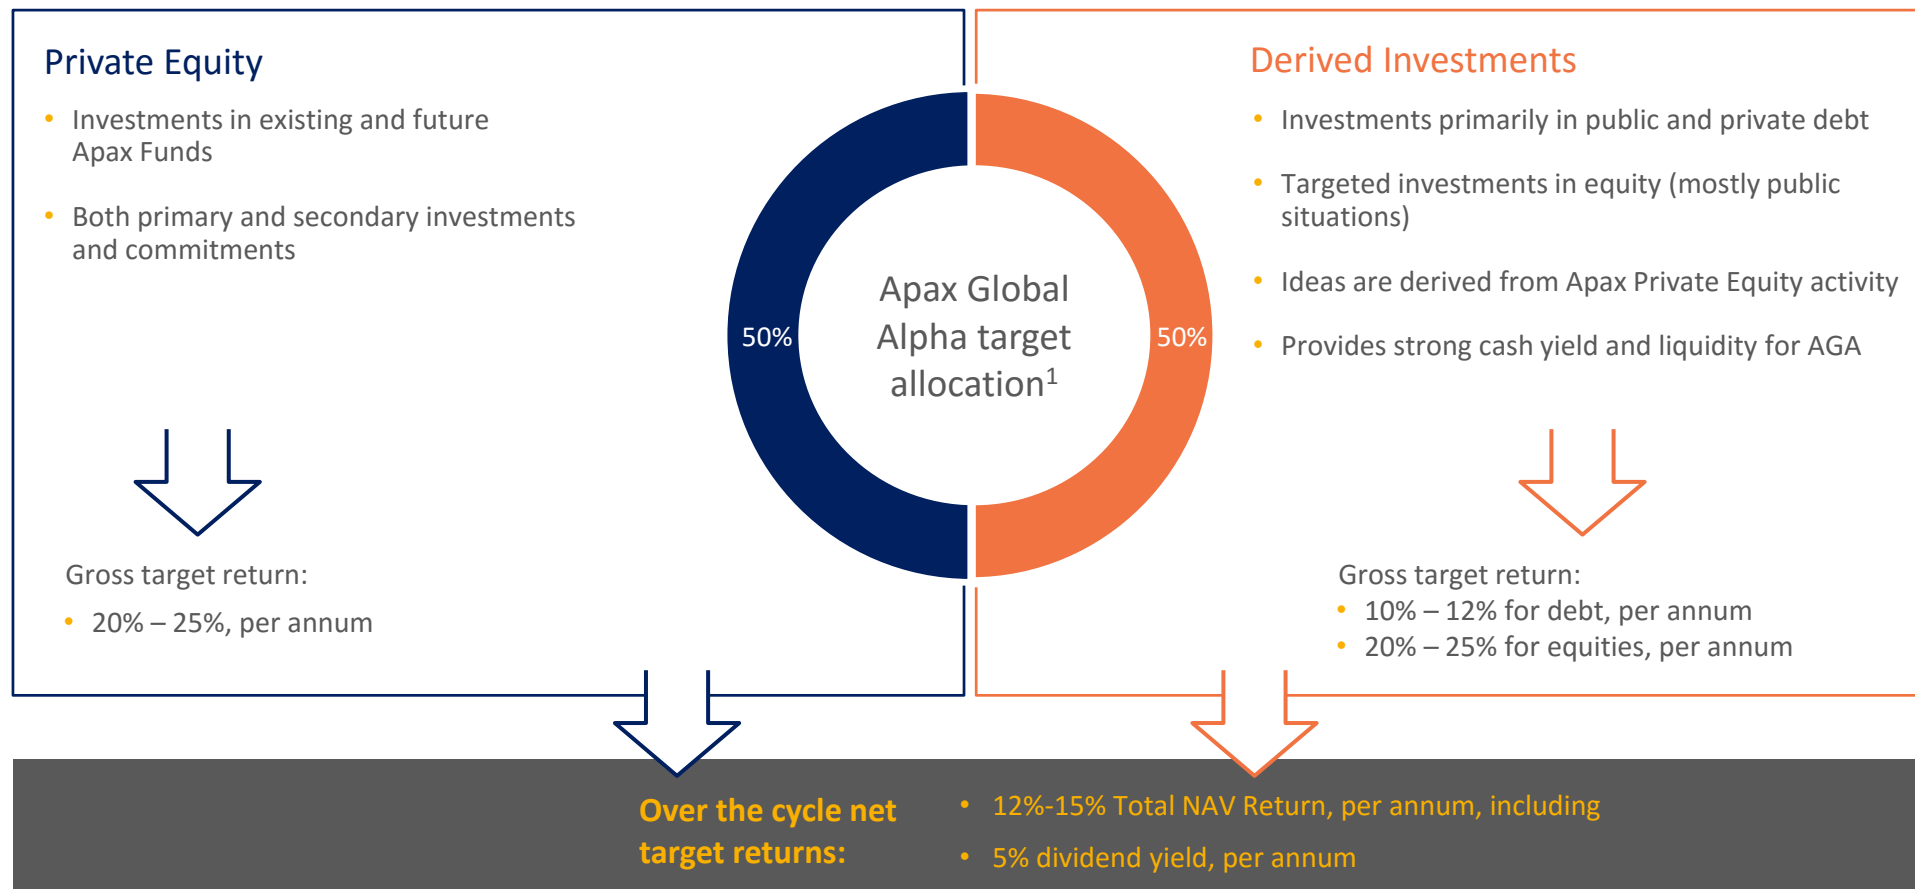 Private Equity
• Investments in existing and future
Apax Funds
• Both primary and secondary investments
and commitments
Gross target return:
• 20% – 25%, per annum
50%
Apax Global
Alpha target
allocation1
50%
Derived Investments
• Investments primarily in public and private debt
• Targeted investments in equity (mostly public
situations)
• Ideas are derived from Apax Private Equity activity
• Provides strong cash yield and liquidity for AGA
Gross target return:
• 10% – 12% for debt, per annum
• 20% – 25% for equities, per annum
Over the cycle net
target returns:
• 12%-15% Total NAV Return, per annum, including
• 5% dividend yield, per annum